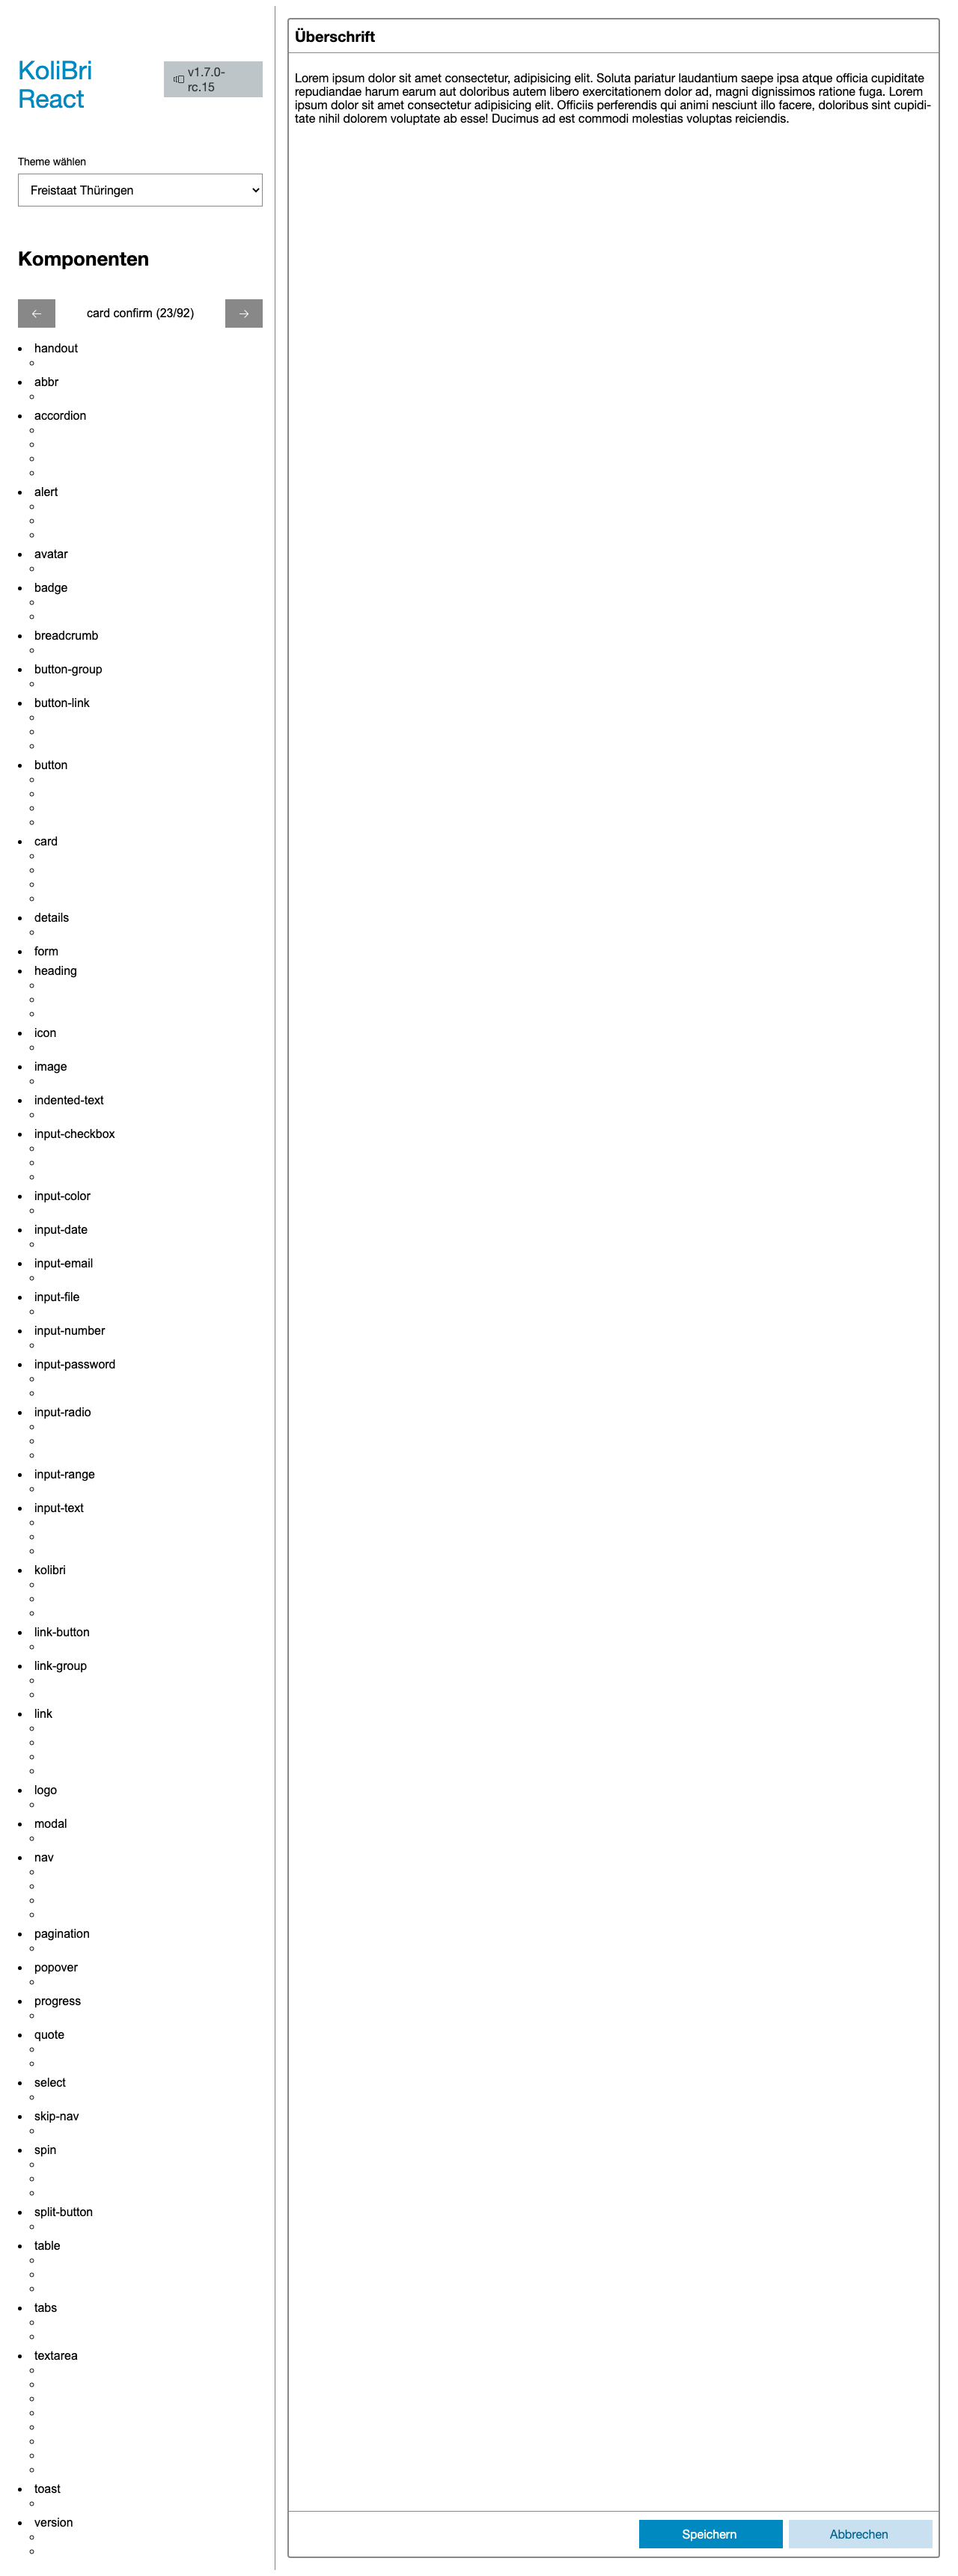 KoliBri
React
v1.7.0-
rc.15
Theme wählen
Freistaat Thüringen
Komponenten
card confirm (23/92)
handout
abbr
accordion
alert
avatar
badge
breadcrumb
button-group
button-link
button
card
details
form
heading
icon
image
indented-text
input-checkbox
input-color
input-date
input-email
input-file
input-number
input-password
input-radio
input-range
input-text
kolibri
link-button
link-group
link
logo
modal
nav
pagination
popover
progress
quote
select
skip-nav
spin
split-button
table
tabs
textarea
toast
version
Überschrift
Lorem ipsum dolor sit amet consectetur, adipisicing elit. Soluta pariatur laudantium saepe ipsa atque officia cupiditate
repudiandae harum earum aut doloribus autem libero exercitationem dolor ad, magni dignissimos ratione fuga. Lorem
ipsum dolor sit amet consectetur adipisicing elit. Officiis perferendis qui animi nesciunt illo facere, doloribus sint cupidi-
tate nihil dolorem voluptate ab esse! Ducimus ad est commodi molestias voluptas reiciendis.
Speichern
Abbrechen